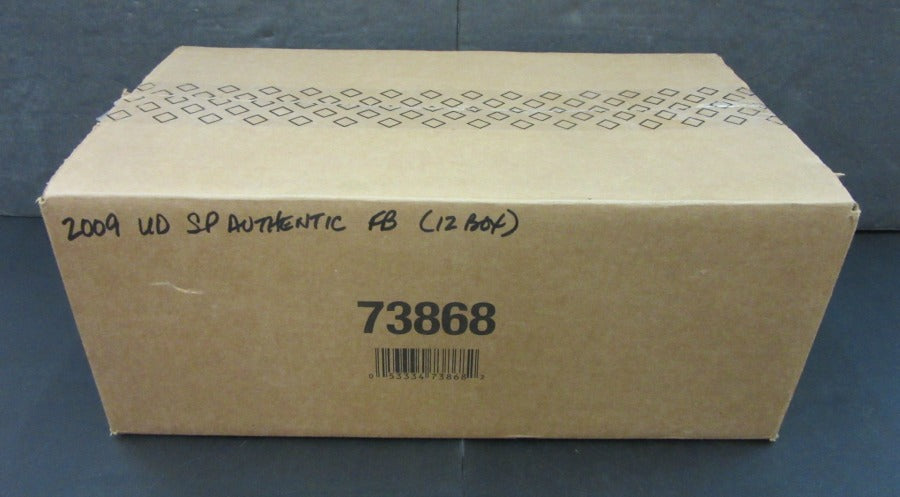 2009 UD SP AUTHENTIC FB (12 BOX)
73868
0 53334 73868 2